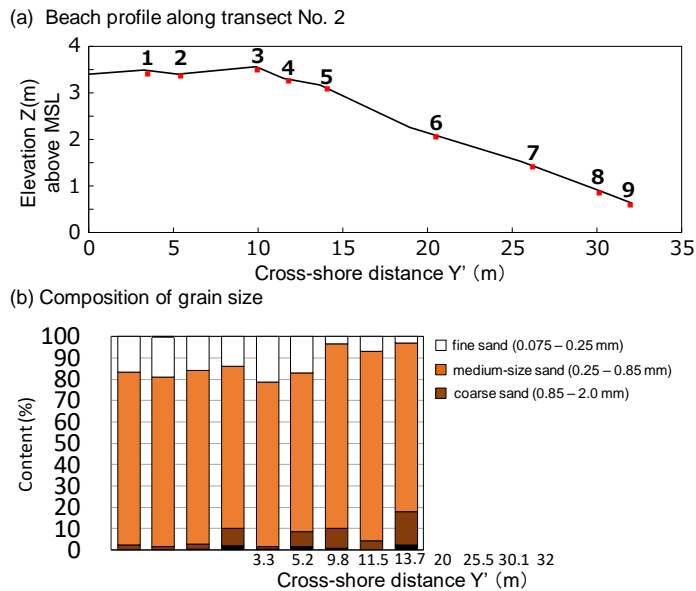 (a) Beach profile along transect No. 2
Elevation Z(m)
above MSL
4
3
2
1
0
1 2 3 4 5 6 7 8 9
0 5 10 15 20 25 30 35
Cross-shore distance Y’ (m)
(b) Composition of grain size
Content (%)
100
90
80
70
60
50
40
30
20
10
0
fine sand (0.075 – 0.25 mm)
medium-size sand (0.25 – 0.85 mm)
coarse sand (0.85 – 2.0 mm)
3.3 5.2 9.8 11.5 13.7 20 25.5 30.1 32
Cross-shore distance Y’ (m)